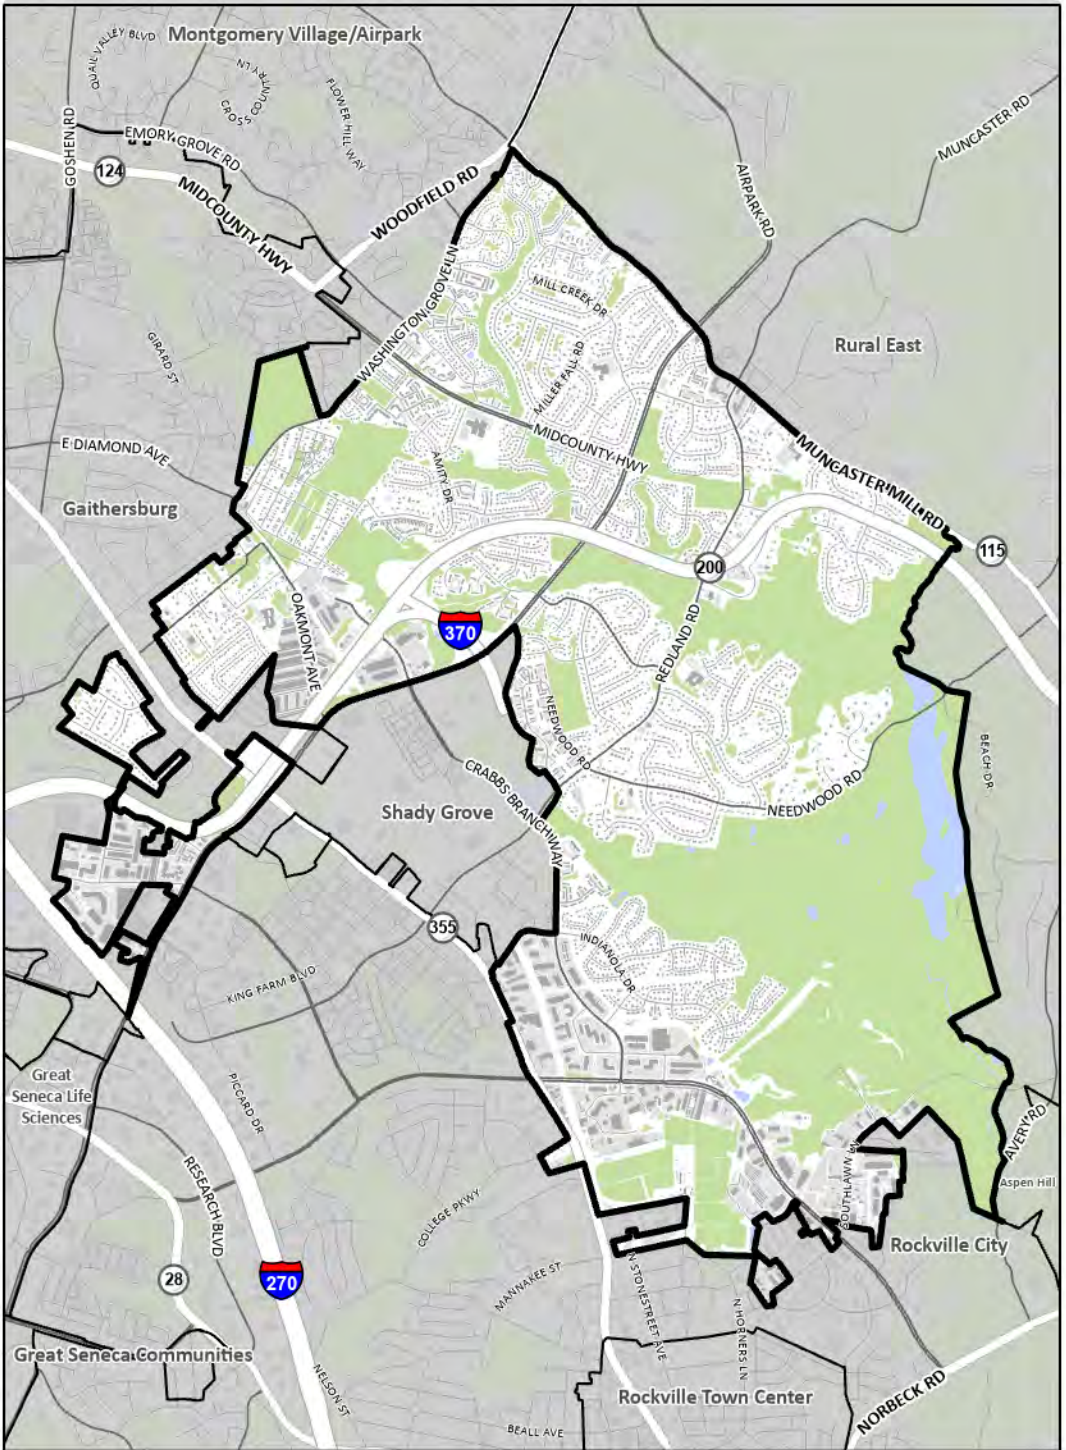 Montgomery Village/Airpark
QUAIL VALLEY BLVD
CROSS COUNTRY LN
FLOWER HILL WAY
MUNCASTER RD
GOSHEN RD
EMORY GROVE RD
124
MIDCOUNTY HWY
WOODFIELD RD
AIRPARK RD
WASHINGTON GROVE LN
MILL CREEK DR
GIRARD ST
Rural East
MILLER FALL RD
E DIAMOND AVE
MIDCOUNTY HWY
MUNCASTER MILL RD
AMITY DR
Gaithersburg
115
200
OAKMONT AVE
370
REDLAND RD
NEEDWOOD RD
BEACH DR
CRABBS BRANCH WAY
NEEDWOOD RD
Shady Grove
355
INDIANOLA DR
KING FARM BLVD
Great
Seneca Life
Sciences
PICCARD DR
AVERY RD
RESEARCH BLVD
Aspen Hill
SOUTHLAWN LN
COLLEGE PKWY
Rockville City
28
270
MANNAKEE ST
N STONESTREET AVE
N HORNERS LN
Great Seneca Communities
NELSON ST
Rockville Town Center
NORBECK RD
BEALL AVE